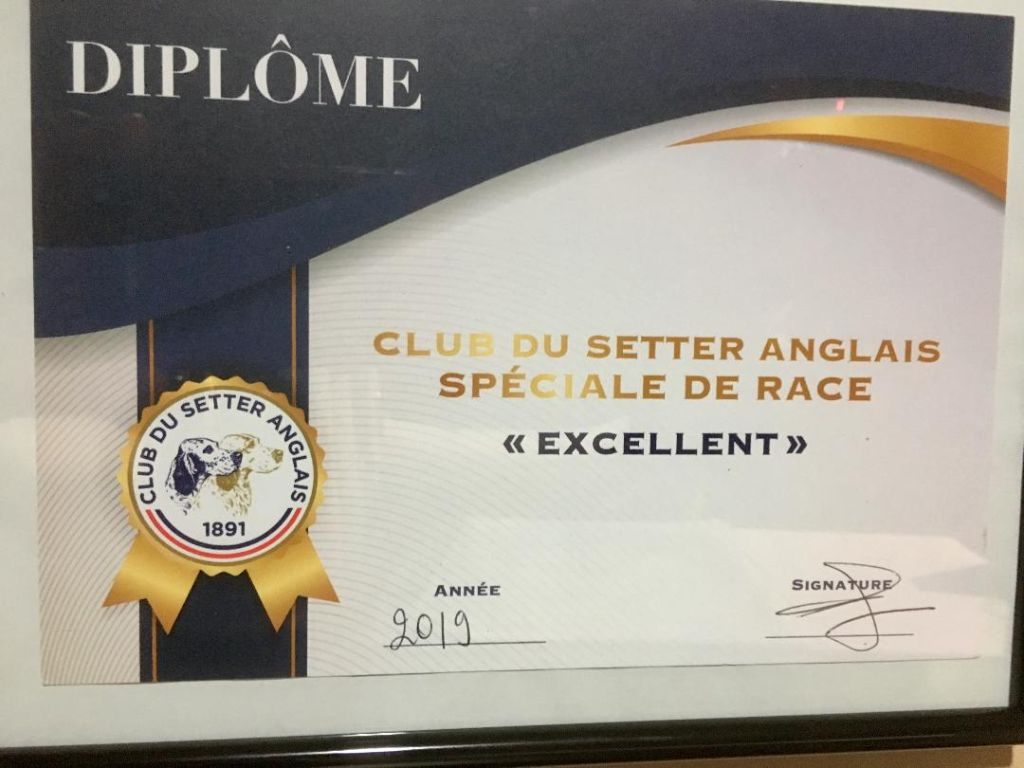 DIPLÔME
CLUB DU SETTER ANGLAIS
SPÉCIALE DE RACE
« EXCELLENT »
CLUB DU SETTER ANGLAIS
1891
ANNÉE
2019
SIGNATURE